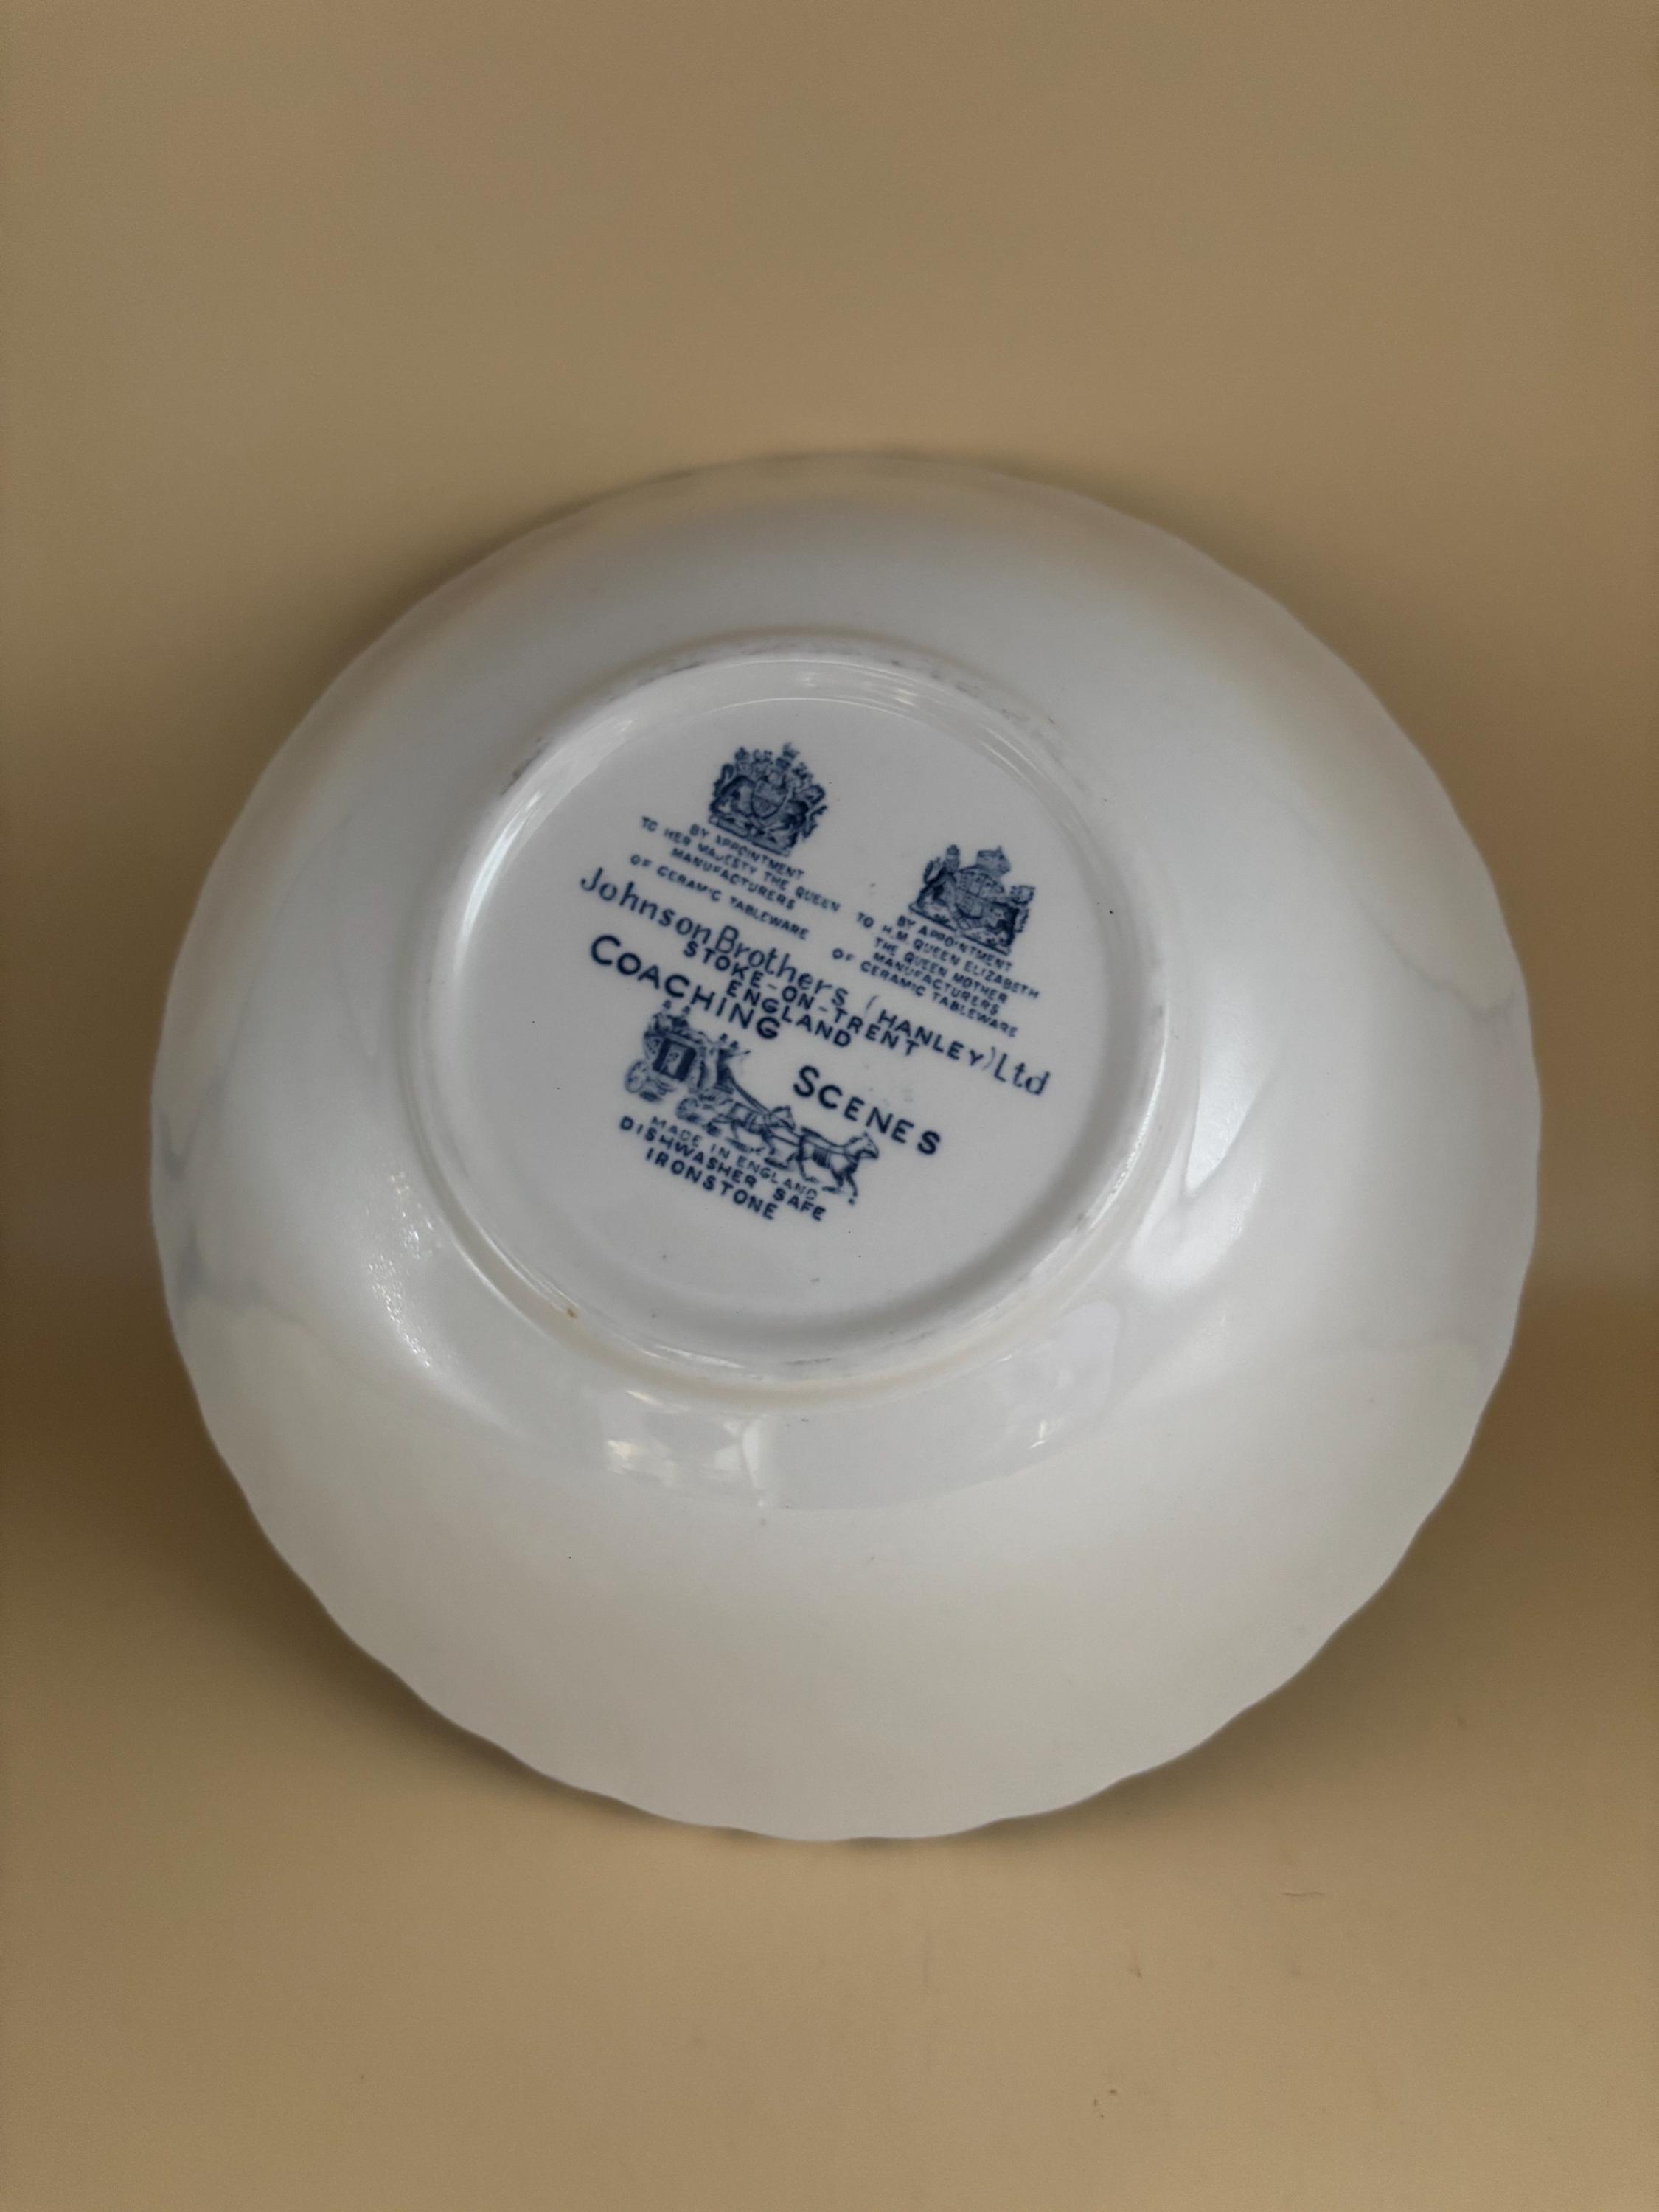 BY APPOINTMENT
TO HER MAJESTY THE QUEEN
MANUFACTURERS
OF CERAMIC TABLEWARE
BY APPOINTMENT
TO H.M. QUEEN ELIZABETH
THE QUEEN MOTHER
MANUFACTURERS
OF CERAMIC TABLEWARE
Johnson Brothers (HANLEY) Ltd
STOKE-ON-TRENT
ENGLAND
COACHING SCENES
MADE IN ENGLAND
DISHWASHER SAFE
IRONSTONE